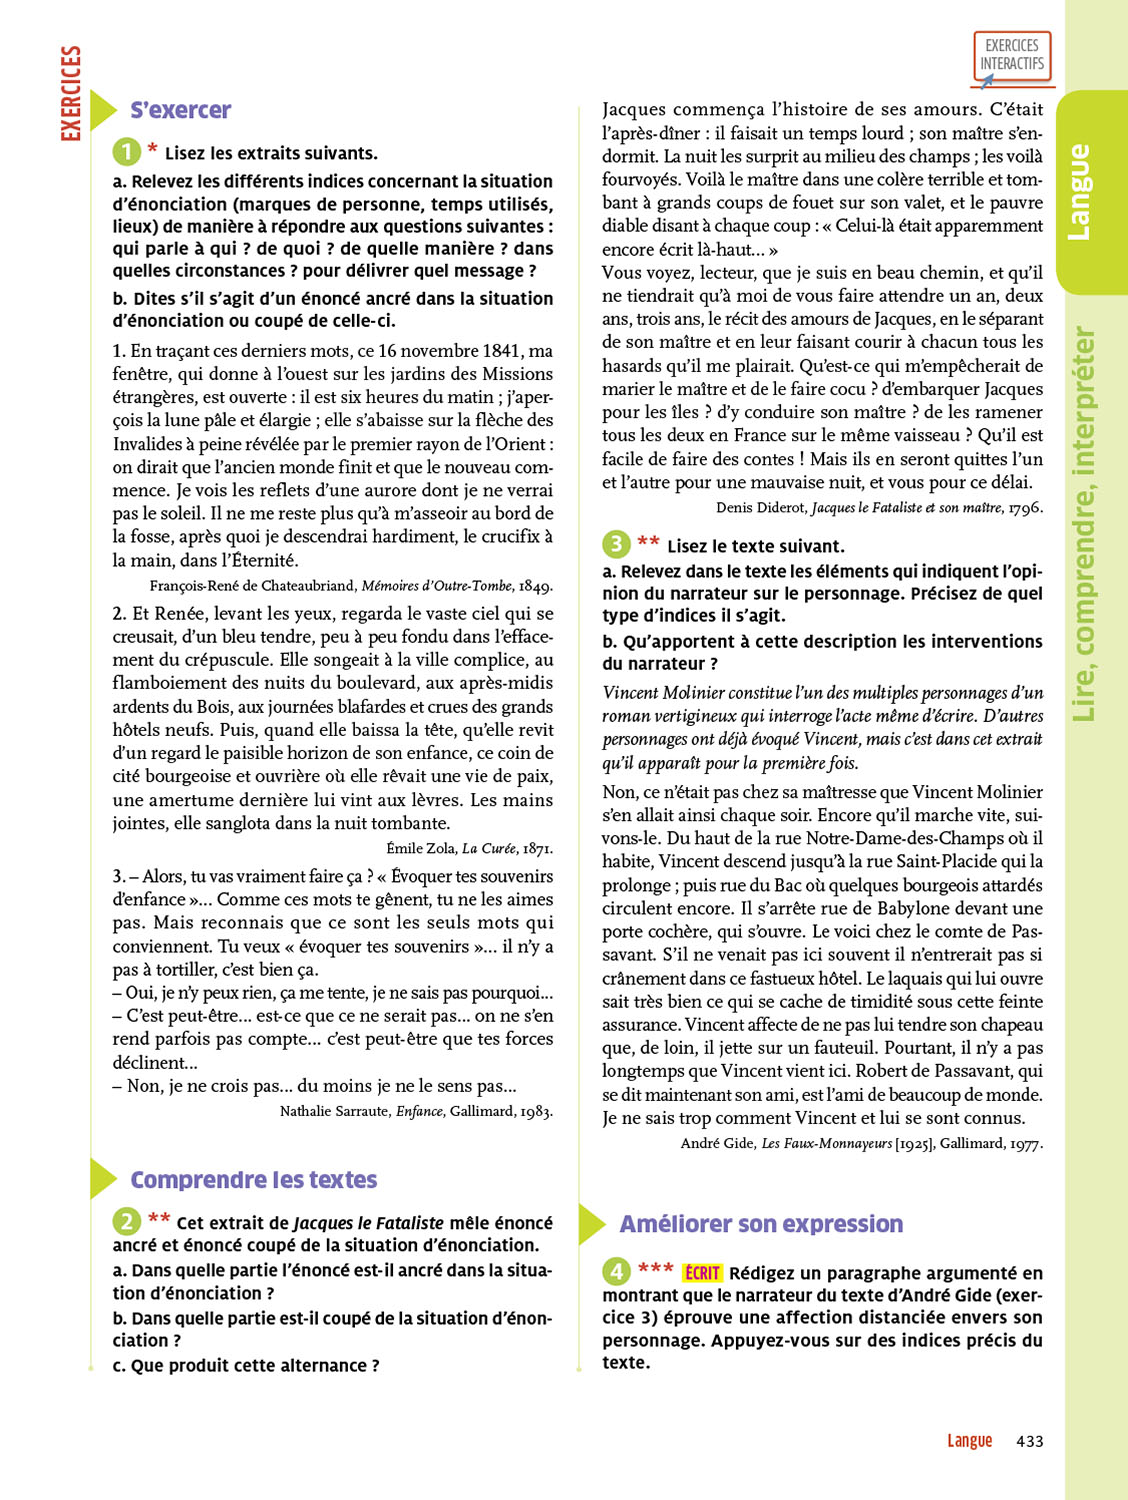 EXERCICES
EXERCICES
INTERACTIFS
S'exercer
1 * Lisez les extraits suivants.
a. Relevez les différents indices concernant la situation
d'énonciation (marques de personne, temps utilisés,
lieux) de manière à répondre aux questions suivantes :
qui parle à qui ? de quoi ? de quelle manière ? dans
quelles circonstances ? pour délivrer quel message ?
b. Dites s'il s'agit d'un énoncé ancré dans la situation
d'énonciation ou coupé de celle-ci.
1. En traçant ces derniers mots, ce 16 novembre 1841, ma
fenêtre, qui donne à l'ouest sur les jardins des Missions
étrangères, est ouverte : il est six heures du matin ; j'aper-
çois la lune pâle et élargie ; elle s'abaisse sur la flèche des
Invalides à peine révélée par le premier rayon de l'Orient :
on dirait que l'ancien monde finit et que le nouveau com-
mence. Je vois les reflets d'une aurore dont je ne verrai
pas le soleil. Il ne me reste plus qu'à m'asseoir au bord de
la fosse, après quoi je descendrai hardiment, le crucifix à
la main, dans l'Éternité.
François-René de Chateaubriand, Mémoires d'Outre-Tombe, 1849.
2. Et Renée, levant les yeux, regarda le vaste ciel qui se
creusait, d'un bleu tendre, peu à peu fondu dans l'efface-
ment du crépuscule. Elle songeait à la ville complice, au
flamboiement des nuits du boulevard, aux après-midis
ardents du Bois, aux journées blafardes et crues des grands
hôtels neufs. Puis, quand elle baissa la tête, qu'elle revit
d'un regard le paisible horizon de son enfance, ce coin de
cité bourgeoise et ouvrière où elle rêvait une vie de paix,
une amertume dernière lui vint aux lèvres. Les mains
jointes, elle sanglota dans la nuit tombante.
Émile Zola, La Curée, 1871.
3. – Alors, tu vas vraiment faire ça ? « Évoquer tes souvenirs
d'enfance »... Comme ces mots te gênent, tu ne les aimes
pas. Mais reconnais que ce sont les seuls mots qui
conviennent. Tu veux « évoquer tes souvenirs »... il n'y a
pas à tortiller, c'est bien ça.
– Oui, je n'y peux rien, ça me tente, je ne sais pas pourquoi...
– C'est peut-être... est-ce que ce ne serait pas... on ne s'en
rend parfois pas compte... c'est peut-être que tes forces
déclinent...
– Non, je ne crois pas... du moins je ne le sens pas...
Nathalie Sarraute, Enfance, Gallimard, 1983.
Comprendre les textes
2 ** Cet extrait de Jacques le Fataliste mêle énoncé
ancré et énoncé coupé de la situation d'énonciation.
a. Dans quelle partie l'énoncé est-il ancré dans la situa-
tion d'énonciation ?
b. Dans quelle partie est-il coupé de la situation d'énon-
ciation ?
c. Que produit cette alternance ?
Jacques commença l'histoire de ses amours. C'était
l'après-dîner : il faisait un temps lourd ; son maître s'en-
dormit. La nuit les surprit au milieu des champs ; les voilà
fourvoyés. Voilà le maître dans une colère terrible et tom-
bant à grands coups de fouet sur son valet, et le pauvre
diable disant à chaque coup : « Celui-là était apparemment
encore écrit là-haut... »
Vous voyez, lecteur, que je suis en beau chemin, et qu'il
ne tiendrait qu'à moi de vous faire attendre un an, deux
ans, trois ans, le récit des amours de Jacques, en le séparant
de son maître et en leur faisant courir à chacun tous les
hasards qu'il me plairait. Qu'est-ce qui m'empêcherait de
marier le maître et de le faire cocu ? d'embarquer Jacques
pour les îles ? d'y conduire son maître ? de les ramener
tous les deux en France sur le même vaisseau ? Qu'il est
facile de faire des contes ! Mais ils en seront quittes l'un
et l'autre pour une mauvaise nuit, et vous pour ce délai.
Denis Diderot, Jacques le Fataliste et son maître, 1796.
3 ** Lisez le texte suivant.
a. Relevez dans le texte les éléments qui indiquent l'opi-
nion du narrateur sur le personnage. Précisez de quel
type d'indices il s'agit.
b. Qu'apportent à cette description les interventions
du narrateur ?
Vincent Molinier constitue l'un des multiples personnages d'un
roman vertigineux qui interroge l'acte même d'écrire. D'autres
personnages ont déjà évoqué Vincent, mais c'est dans cet extrait
qu'il apparaît pour la première fois.
Non, ce n'était pas chez sa maîtresse que Vincent Molinier
s'en allait ainsi chaque soir. Encore qu'il marche vite, sui-
vons-le. Du haut de la rue Notre-Dame-des-Champs où il
habite, Vincent descend jusqu'à la rue Saint-Placide qui la
prolonge ; puis rue du Bac où quelques bourgeois attardés
circulent encore. Il s'arrête rue de Babylone devant une
porte cochère, qui s'ouvre. Le voici chez le comte de Pas-
savant. S'il ne venait pas ici souvent il n'entrerait pas si
crânement dans ce fastueux hôtel. Le laquais qui lui ouvre
sait très bien ce qui se cache de timidité sous cette feinte
assurance. Vincent affecte de ne pas lui tendre son chapeau
que, de loin, il jette sur un fauteuil. Pourtant, il n'y a pas
longtemps que Vincent vient ici. Robert de Passavant, qui
se dit maintenant son ami, est l'ami de beaucoup de monde.
Je ne sais trop comment Vincent et lui se sont connus.
André Gide, Les Faux-Monnayeurs [1925], Gallimard, 1977.
Améliorer son expression
4 *** ÉCRIT Rédigez un paragraphe argumenté en
montrant que le narrateur du texte d'André Gide (exer-
cice 3) éprouve une affection distanciée envers son
personnage. Appuyez-vous sur des indices précis du
texte.
Langue
Lire, comprendre, interpréter
Langue 433